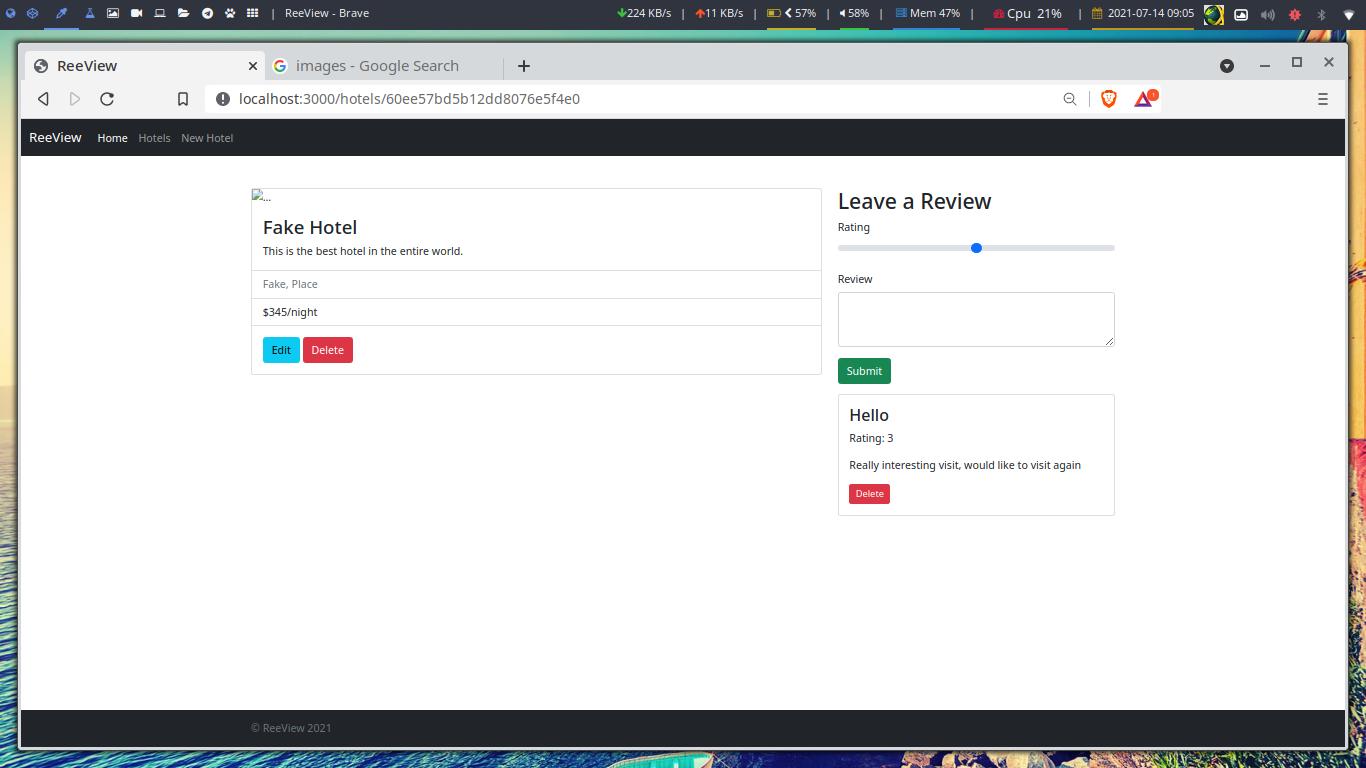 | ReeView - Brave 224 KB/s | 11 KB/s | 57% | 58% | Mem 47% | Cpu 21% | 2021-07-14 09:05
ReeView images - Google Search
localhost:3000/hotels/60ee57bd5b12dd8076e5f4e0
ReeView Home Hotels New Hotel
...
Fake Hotel
This is the best hotel in the entire world.
Fake, Place
$345/night
Edit Delete
Leave a Review
Rating
Review
Submit
Hello
Rating: 3
Really interesting visit, would like to visit again
Delete
© ReeView 2021